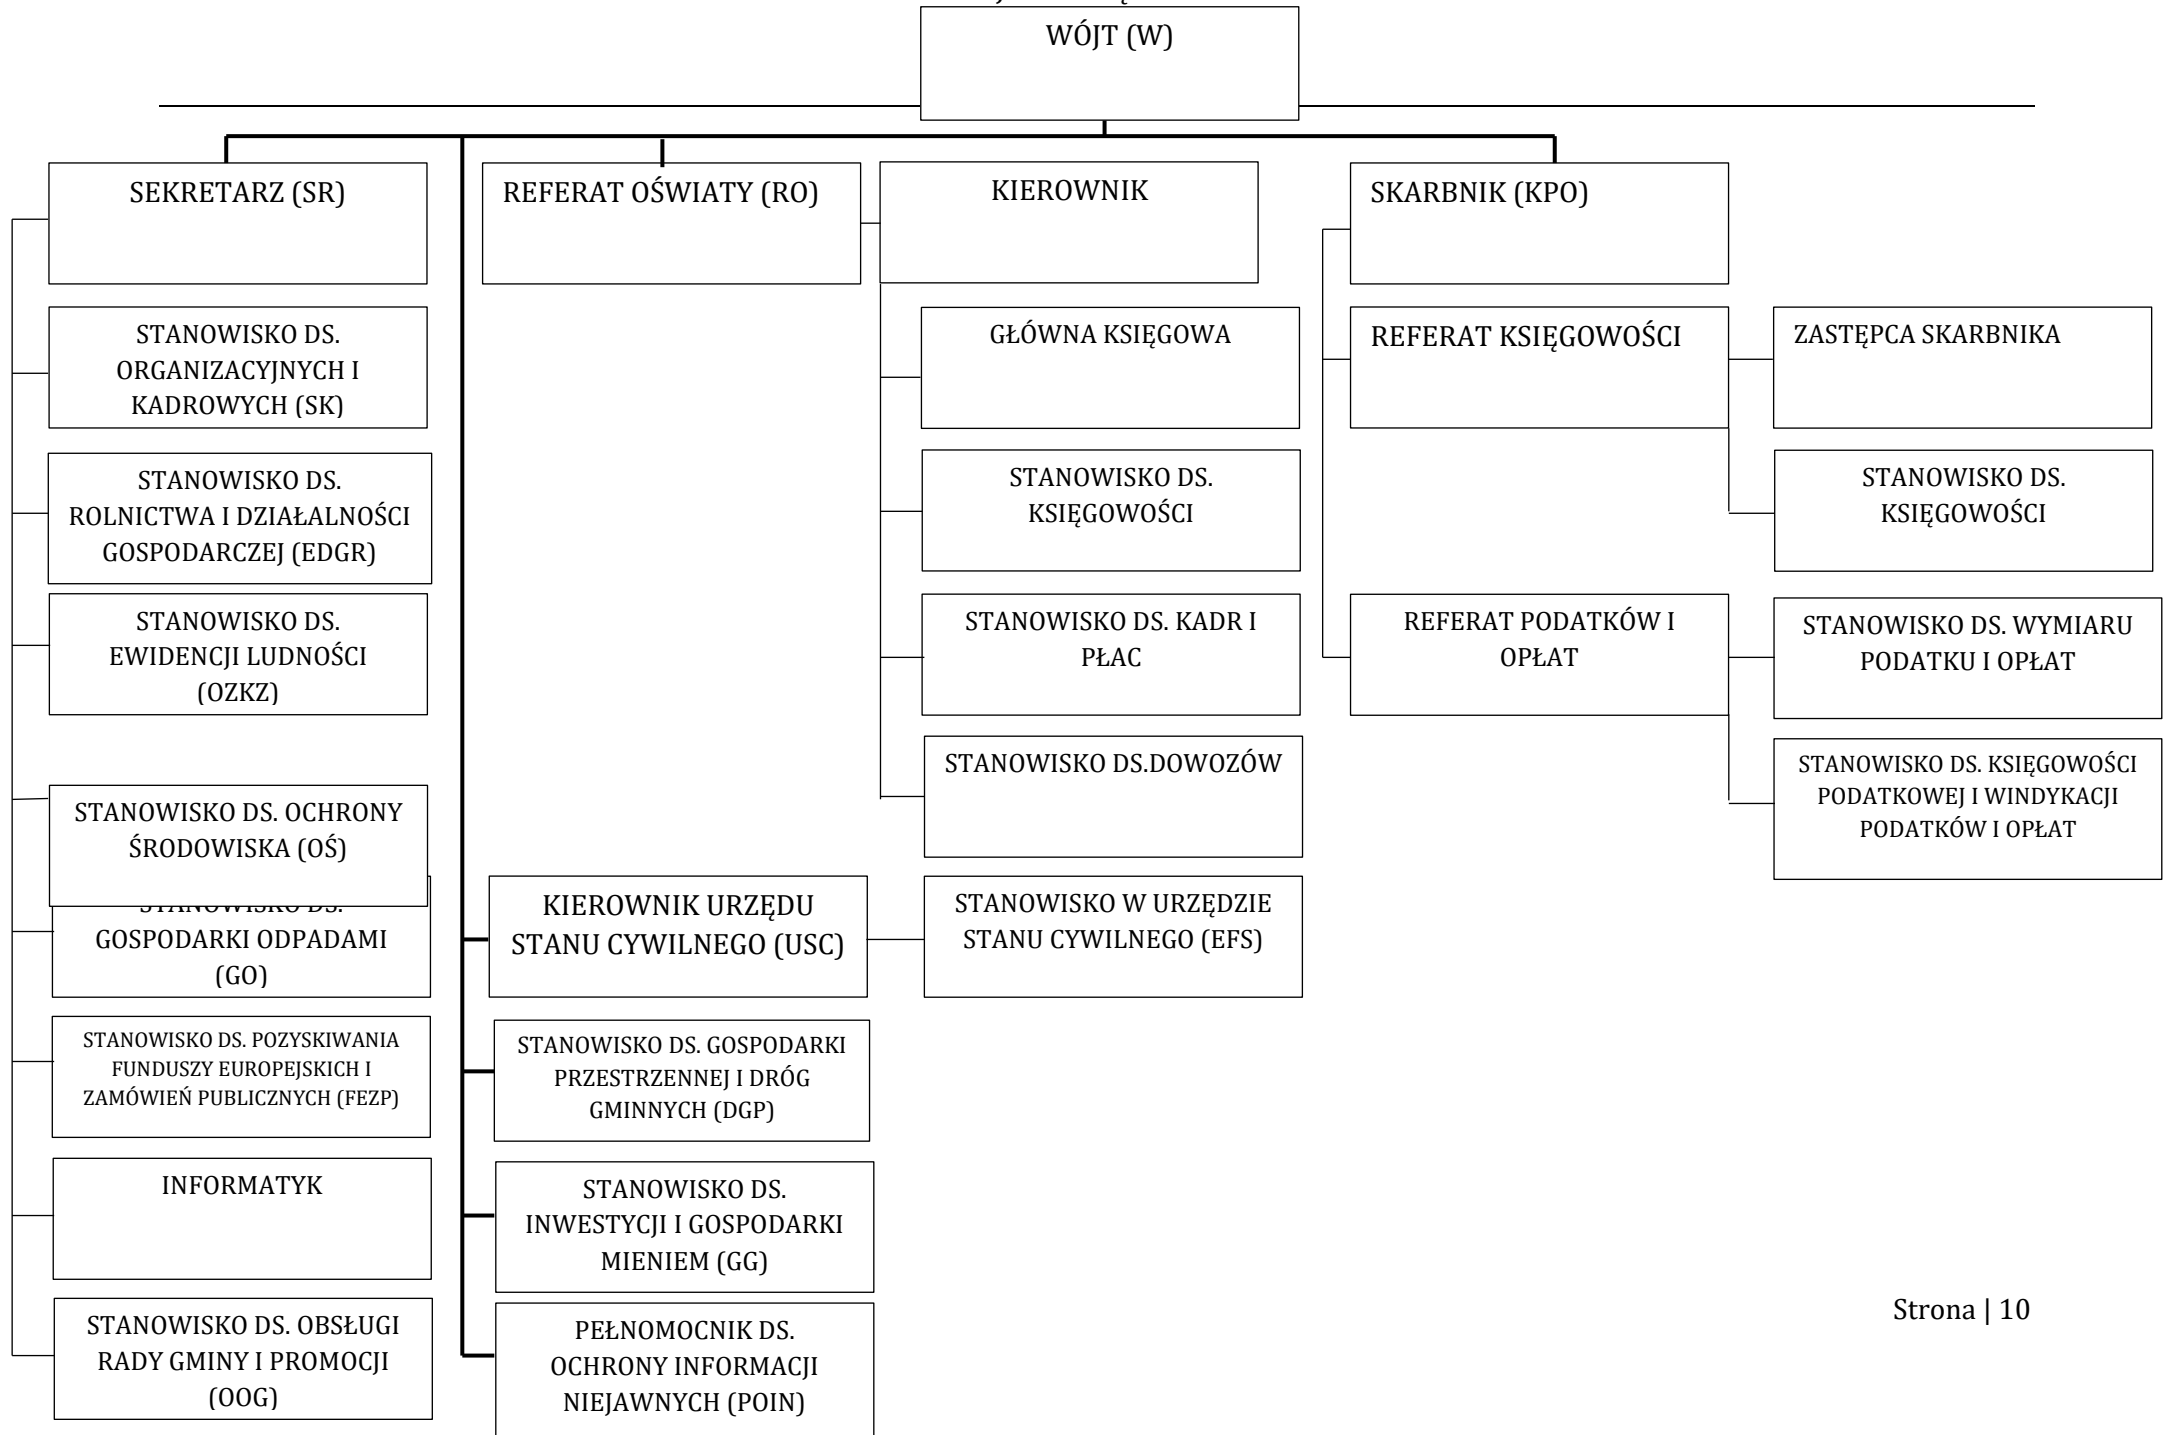 WÓJT (W)
SEKRETARZ (SR)
REFERAT OŚWIATY (RO)
KIEROWNIK
SKARBNIK (KPO)
STANOWISKO DS.
ORGANIZACYJNYCH I
KADROWYCH (SK)
GŁÓWNA KSIĘGOWA
REFERAT KSIĘGOWOŚCI
ZASTĘPCA SKARBNIKA
STANOWISKO DS.
ROLNICTWA I DZIAŁALNOŚCI
GOSPODARCZEJ (EDGR)
STANOWISKO DS.
KSIĘGOWOŚCI
STANOWISKO DS.
KSIĘGOWOŚCI
STANOWISKO DS.
EWIDENCJI LUDNOŚCI
(OZKZ)
STANOWISKO DS. KADR I
PŁAC
REFERAT PODATKÓW I
OPŁAT
STANOWISKO DS. WYMIARU
PODATKU I OPŁAT
STANOWISKO DS. OCHRONY
ŚRODOWISKA (OŚ)
STANOWISKO DS.DOWOZÓW
STANOWISKO DS. KSIĘGOWOŚCI
PODATKOWEJ I WINDYKACJI
PODATKÓW I OPŁAT
STANOWISKO DS.
GOSPODARKI ODPADAMI
(GO)
KIEROWNIK URZĘDU
STANU CYWILNEGO (USC)
STANOWISKO W URZĘDZIE
STANU CYWILNEGO (EFS)
STANOWISKO DS. POZYSKIWANIA
FUNDUSZY EUROPEJSKICH I
ZAMÓWIEŃ PUBLICZNYCH (FEZP)
STANOWISKO DS. GOSPODARKI
PRZESTRZENNEJ I DRÓG
GMINNYCH (DGP)
INFORMATYK
STANOWISKO DS.
INWESTYCJI I GOSPODARKI
MIENIEM (GG)
STANOWISKO DS. OBSŁUGI
RADY GMINY I PROMOCJI
(OOG)
PEŁNOMOCNIK DS.
OCHRONY INFORMACJI
NIEJAWNYCH (POIN)
Strona | 10